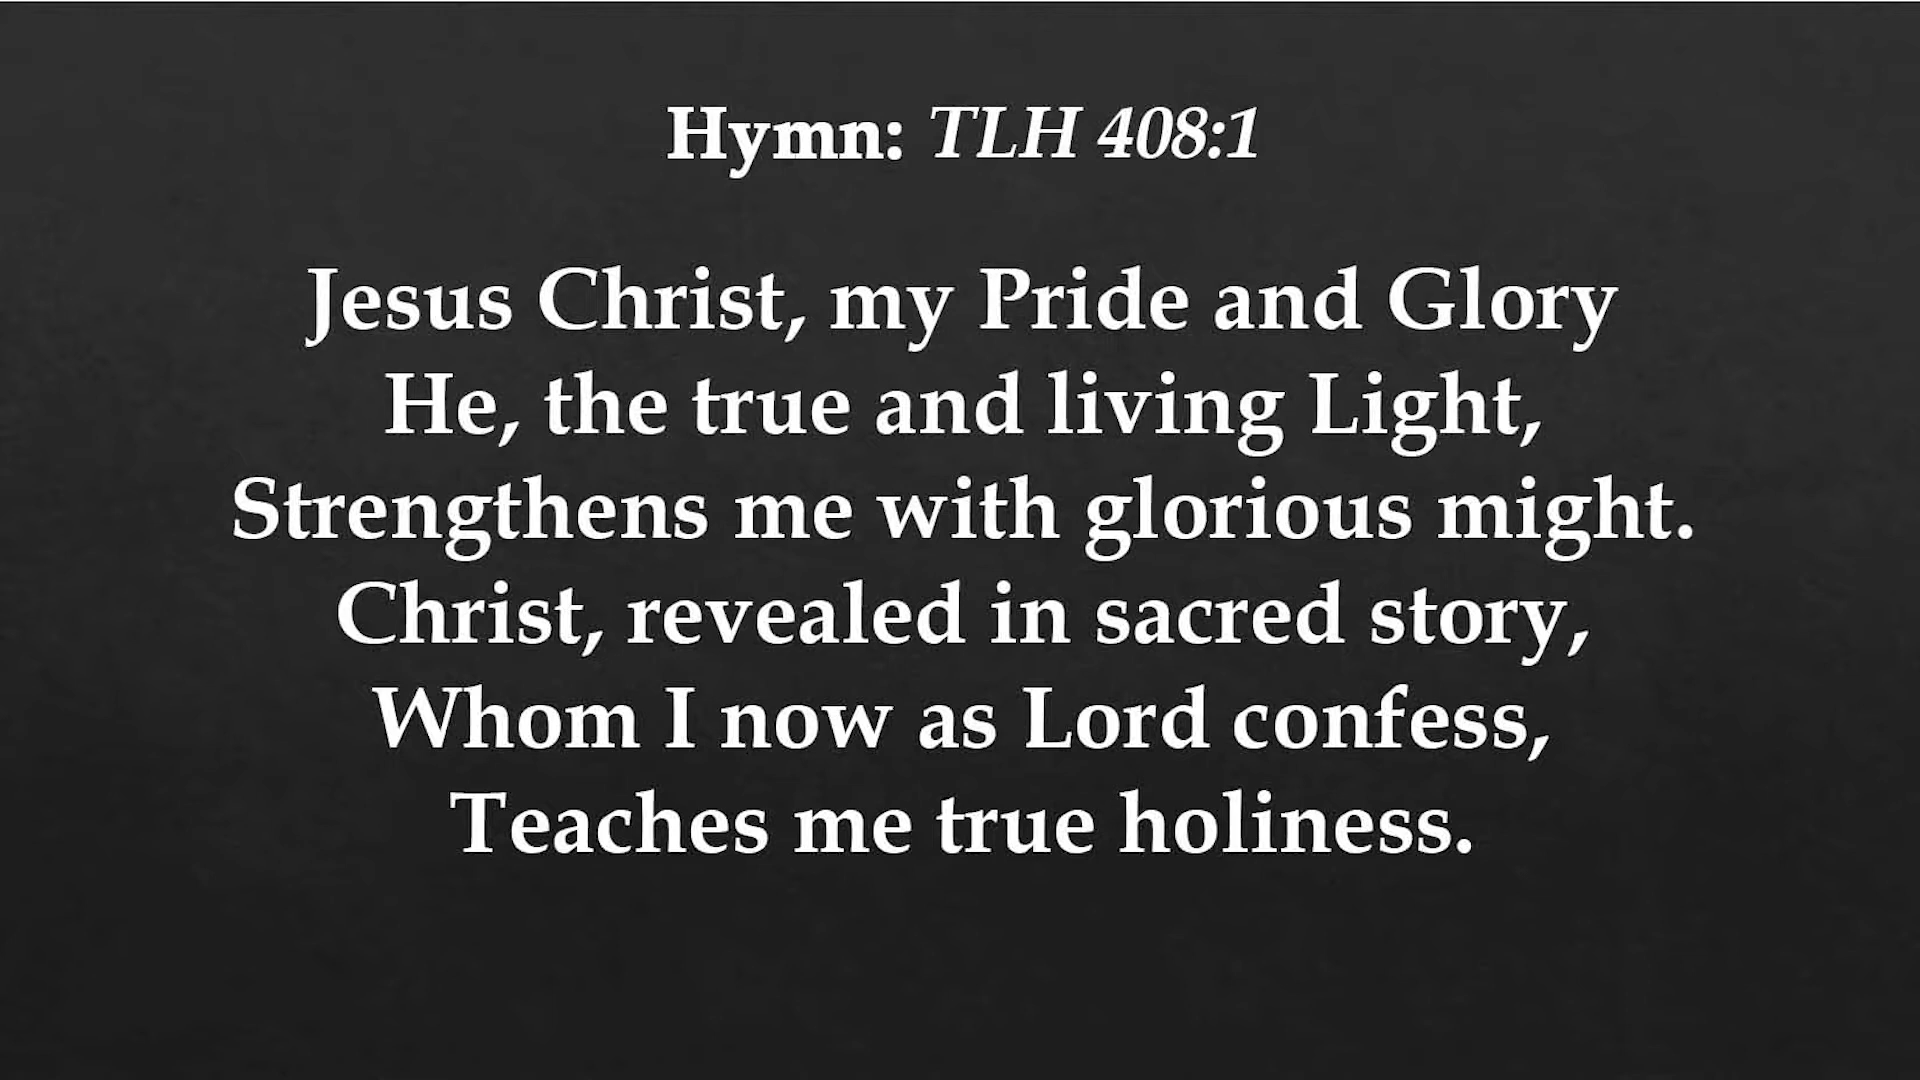 Hymn: TLH 408:1
Jesus Christ, my Pride and Glory
He, the true and living Light,
Strengthens me with glorious might.
Christ, revealed in sacred story,
Whom I now as Lord confess,
Teaches me true holiness.